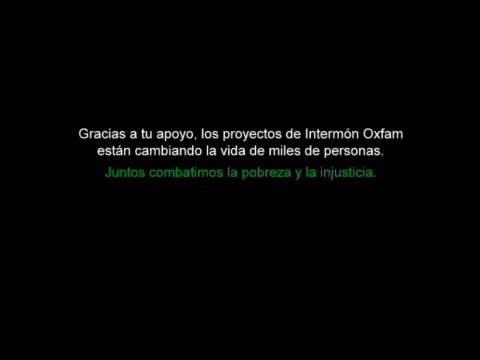 Gracias a tu apoyo, los proyectos de Intermón Oxfam
están cambiando la vida de miles de personas.
Juntos combatimos la pobreza y la injusticia.